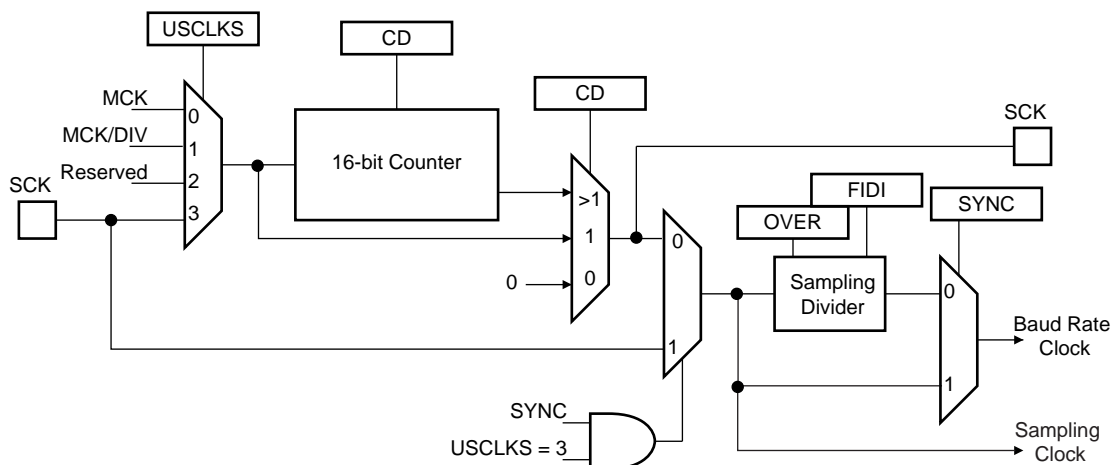 USCLKS
CD
CD
MCK
MCK/DIV
Reserved
SCK
0
1
2
3
16-bit Counter
>1
1
0
0
SCK
FIDI
OVER
SYNC
0
1
Sampling
Divider
0
1
Baud Rate
Clock
SYNC
USCLKS = 3
Sampling
Clock